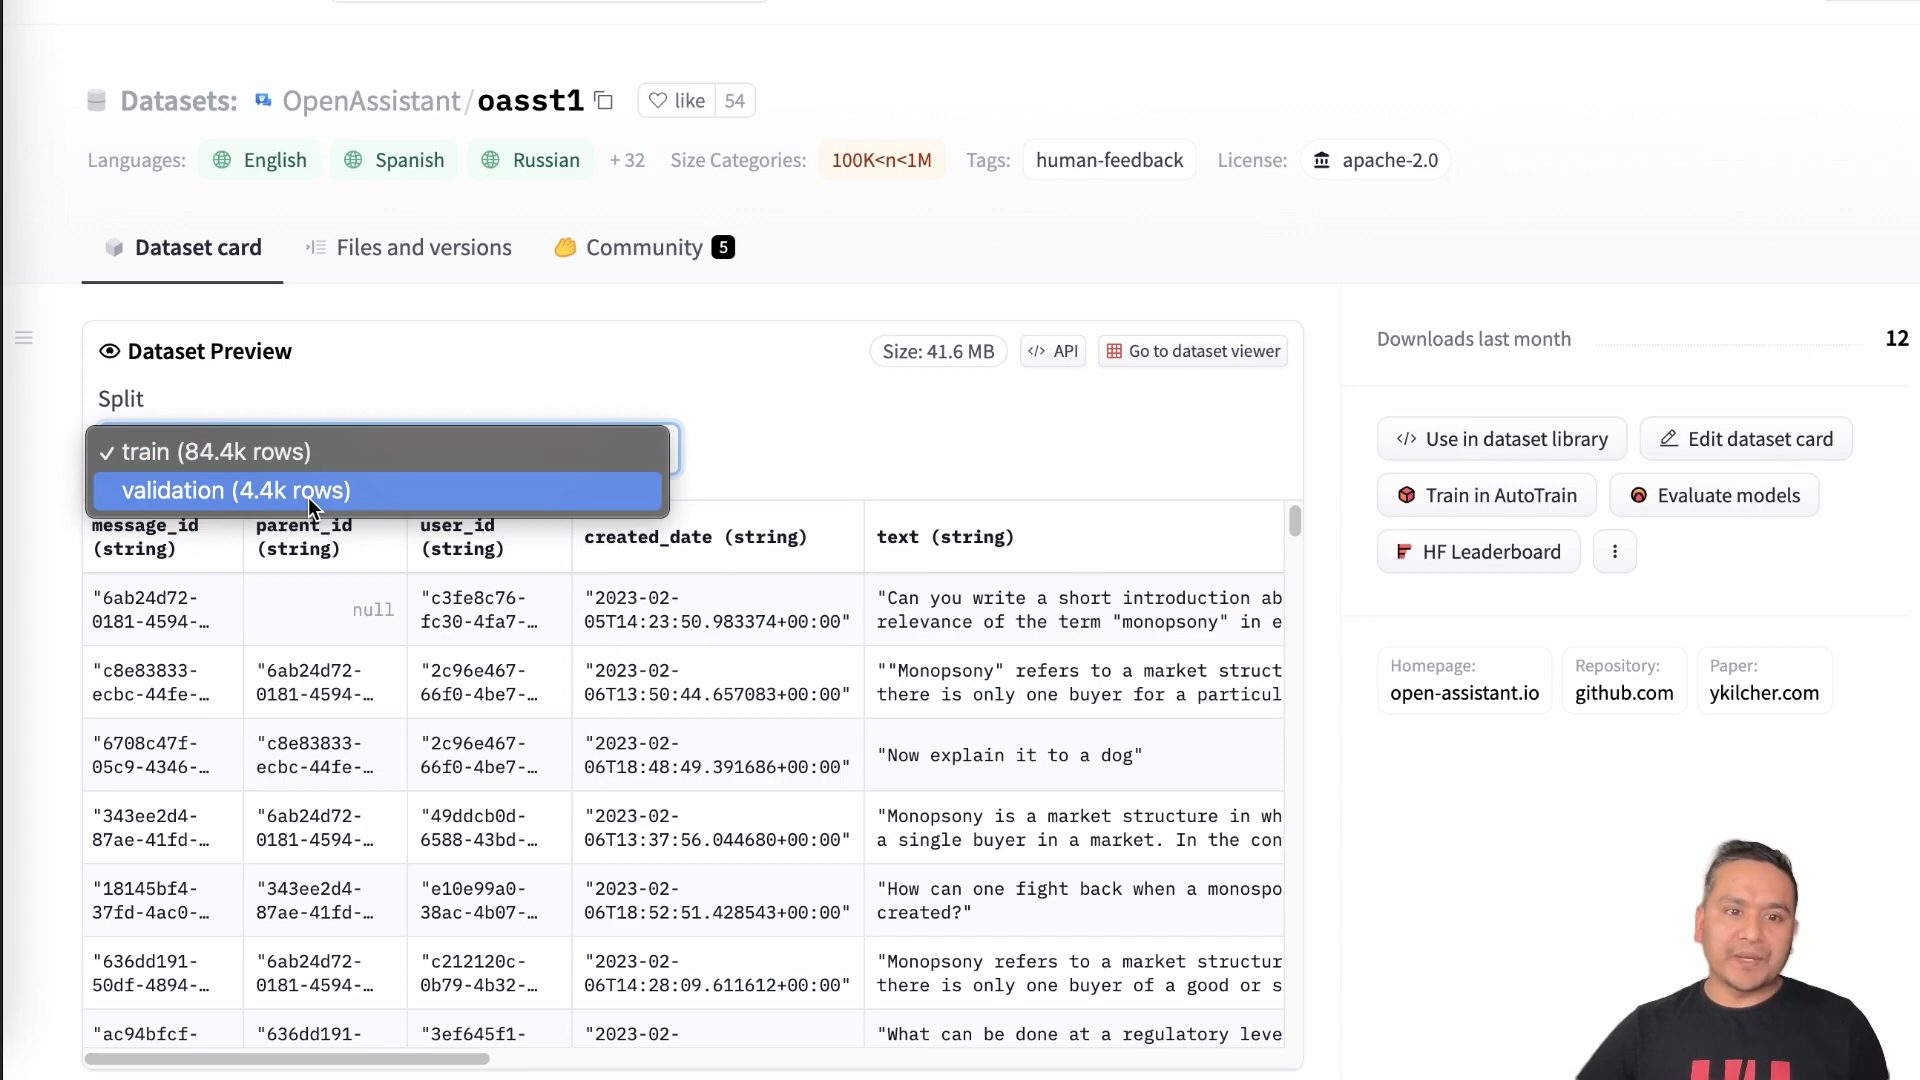 Datasets: OpenAssistant/oasst1 like 54
Languages: English Spanish Russian + 32 Size Categories: 100K<n<1M Tags: human-feedback License: apache-2.0
Dataset card Files and versions Community 5
Dataset Preview Size: 41.6 MB API Go to dataset viewer
Split
✓ train (84.4k rows)
validation (4.4k rows)
message_id (string) parent_id (string) user_id (string) created_date (string) text (string)
"6ab24d72- null "c3fe8c76- "2023-02- "Can you write a short introduction ab
0181-4594-… fc30-4fa7-… 05T14:23:50.983374+00:00" relevance of the term "monopsony" in e
"c8e83833- "6ab24d72- "2c96e467- "2023-02- ""Monopsony" refers to a market struct
ecbc-44fe-… 0181-4594-… 66f0-4be7-… 06T13:50:44.657083+00:00" there is only one buyer for a particul
"6708c47f- "c8e83833- "2c96e467- "2023-02- "Now explain it to a dog"
05c9-4346-… ecbc-44fe-… 66f0-4be7-… 06T18:48:49.391686+00:00"
"343ee2d4- "6ab24d72- "49ddcb0d- "2023-02- "Monopsony is a market structure in wh
87ae-41fd-… 0181-4594-… 6588-43bd-… 06T13:37:56.044680+00:00" a single buyer in a market. In the con
"18145bf4- "343ee2d4- "e10e99a0- "2023-02- "How can one fight back when a monospo
37fd-4ac0-… 87ae-41fd-… 38ac-4b07-… 06T18:52:51.428543+00:00" created?"
"636dd191- "6ab24d72- "c212120c- "2023-02- "Monopsony refers to a market structur
50df-4894-… 0181-4594-… 0b79-4b32-… 06T14:28:09.611612+00:00" there is only one buyer of a good or s
"ac94bfcf- "636dd191- "3ef645f1- "2023-02- "What can be done at a regulatory leve
Downloads last month 12
Use in dataset library Edit dataset card
Train in AutoTrain Evaluate models
HF Leaderboard
Homepage: Repository: Paper:
open-assistant.io github.com ykilcher.com